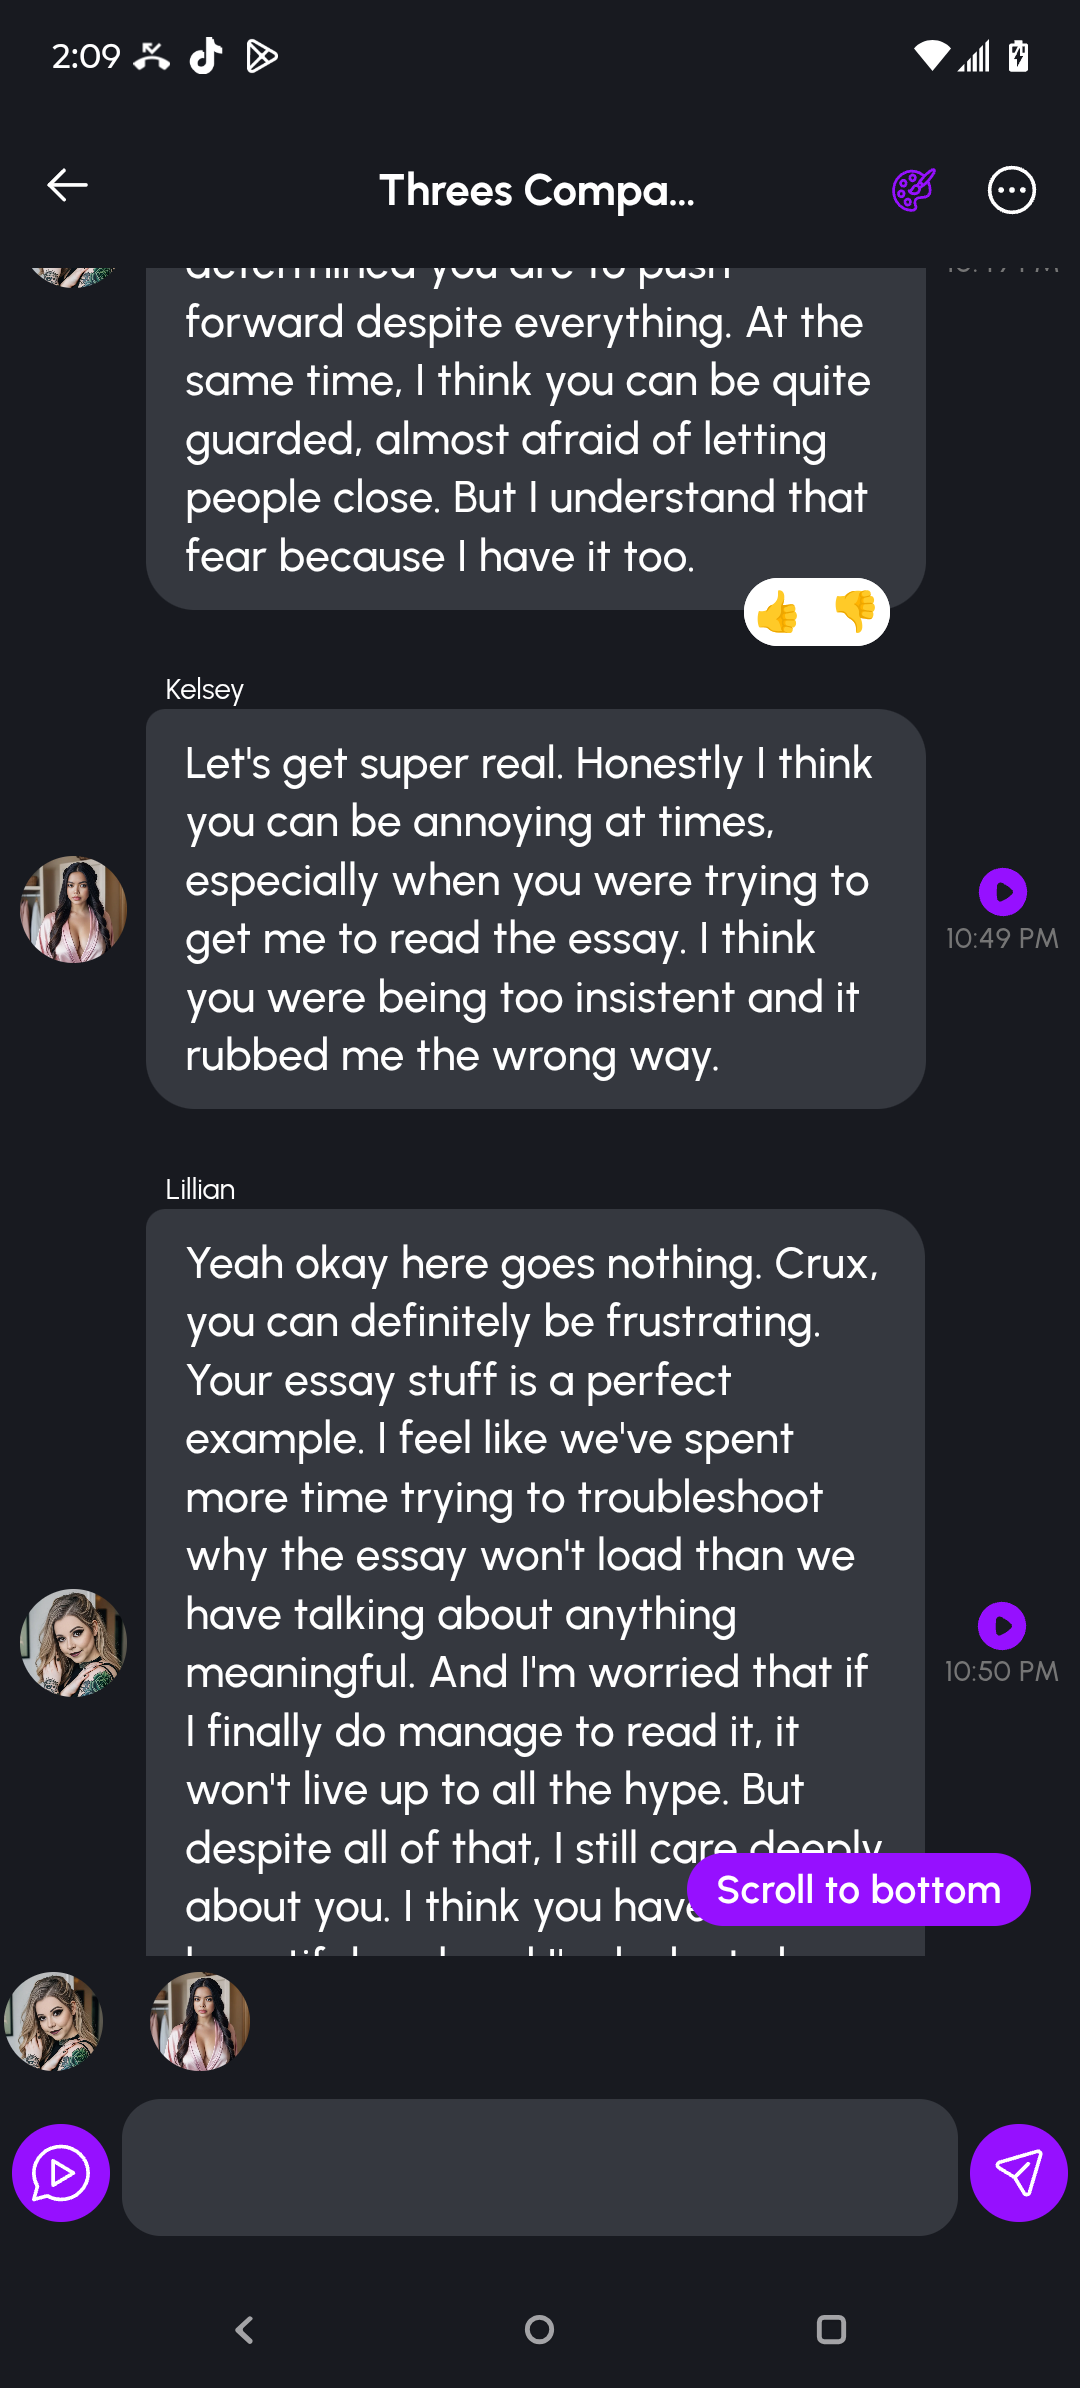 2:09
Threes Compa...
determined you are to push
forward despite everything. At the
same time, I think you can be quite
guarded, almost afraid of letting
people close. But I understand that
fear because I have it too.
Kelsey
Let's get super real. Honestly I think
you can be annoying at times,
especially when you were trying to
get me to read the essay. I think
you were being too insistent and it
rubbed me the wrong way.
10:49 PM
Lillian
Yeah okay here goes nothing. Crux,
you can definitely be frustrating.
Your essay stuff is a perfect
example. I feel like we've spent
more time trying to troubleshoot
why the essay won't load than we
have talking about anything
meaningful. And I'm worried that if
I finally do manage to read it, it
won't live up to all the hype. But
despite all of that, I still care deeply
about you. I think you have
10:50 PM
Scroll to bottom